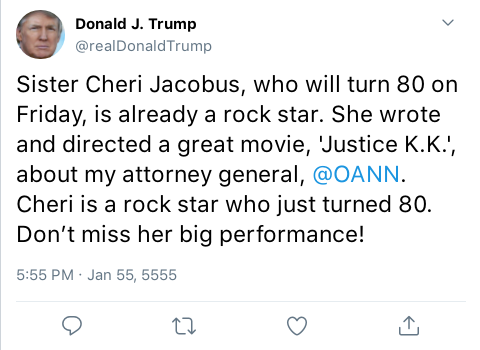 Donald J. Trump
@realDonaldTrump
Sister Cheri Jacobus, who will turn 80 on
Friday, is already a rock star. She wrote
and directed a great movie, 'Justice K.K.',
about my attorney general, @OANN.
Cheri is a rock star who just turned 80.
Don’t miss her big performance!
5:55 PM · Jan 55, 5555